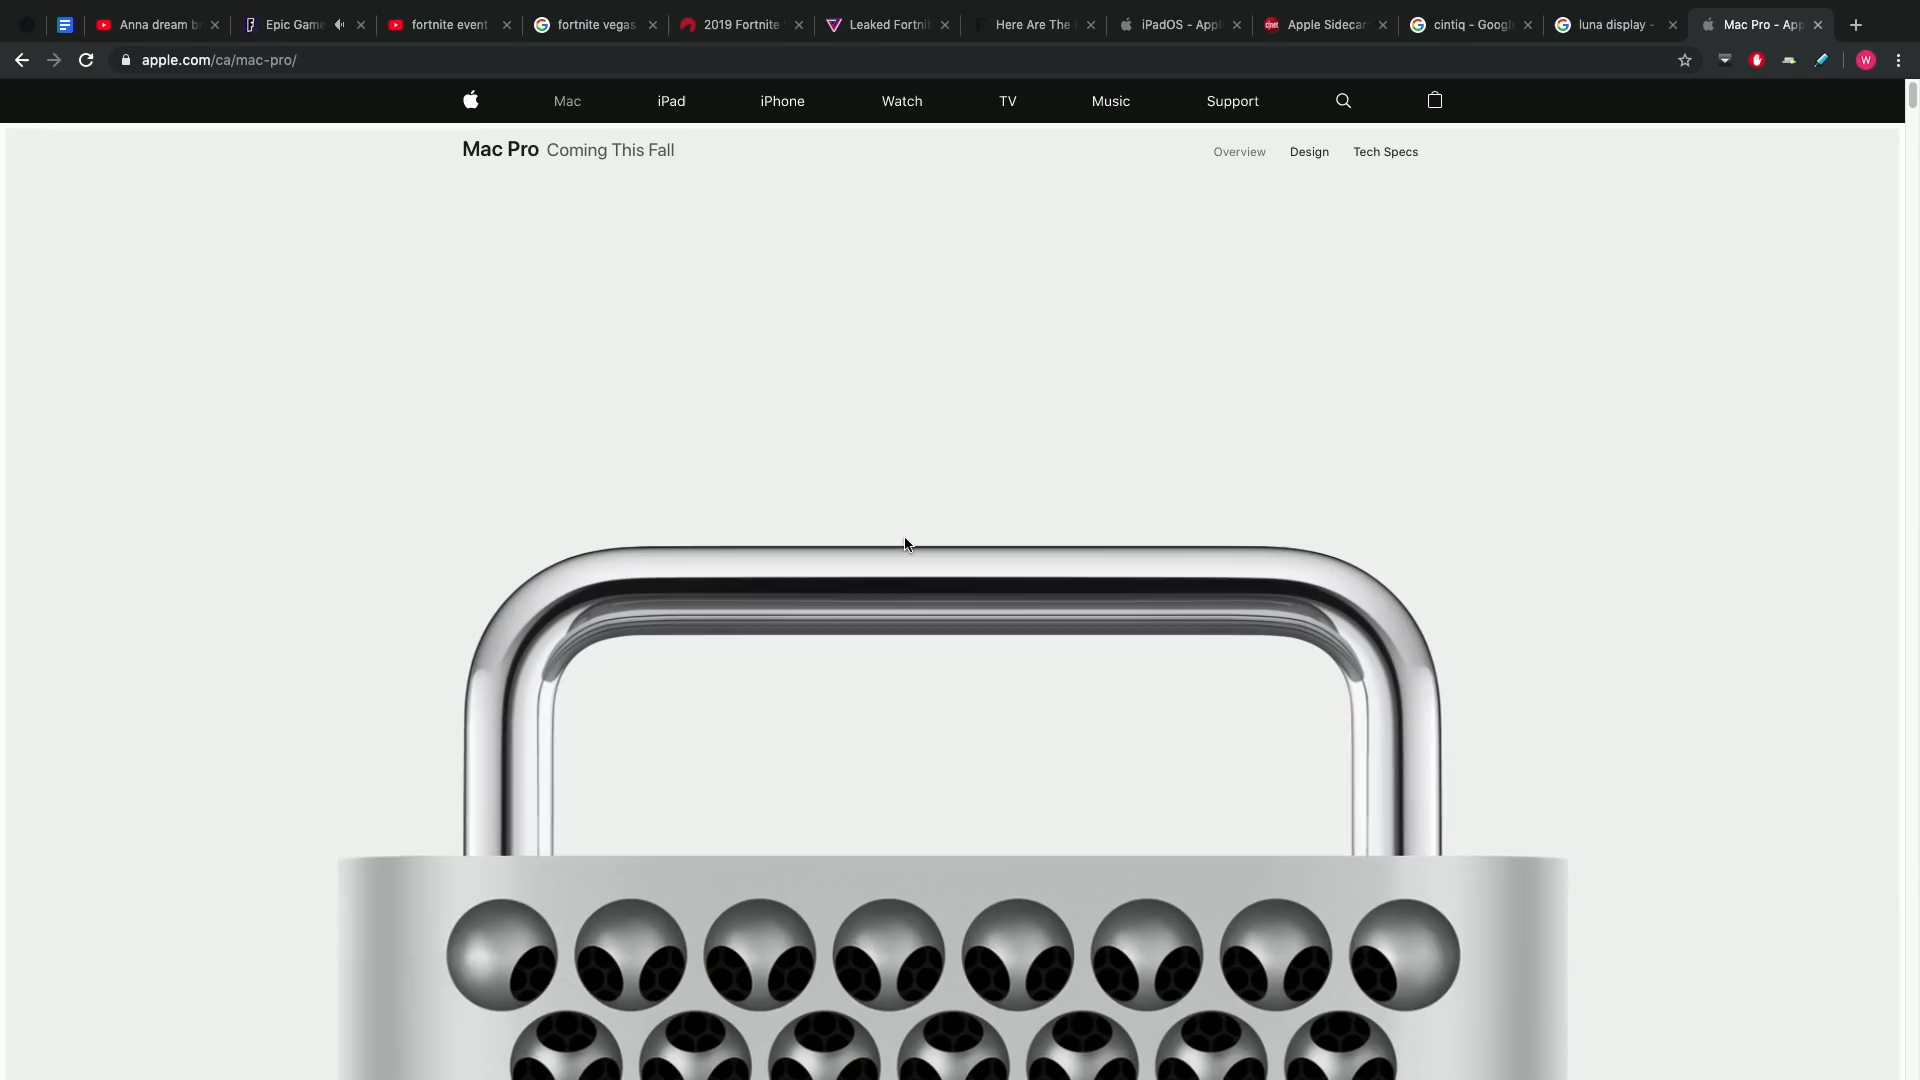 Anna dream b
Epic Game
fortnite event
fortnite vegas
2019 Fortnite
Leaked Fortni
Here Are The
iPadOS - Appl
cnet
Apple Sidecar
cintiq - Googl
luna display -
Mac Pro - App
apple.com/ca/mac-pro/
W
Mac
iPad
iPhone
Watch
TV
Music
Support
Mac Pro Coming This Fall
Overview
Design
Tech Specs